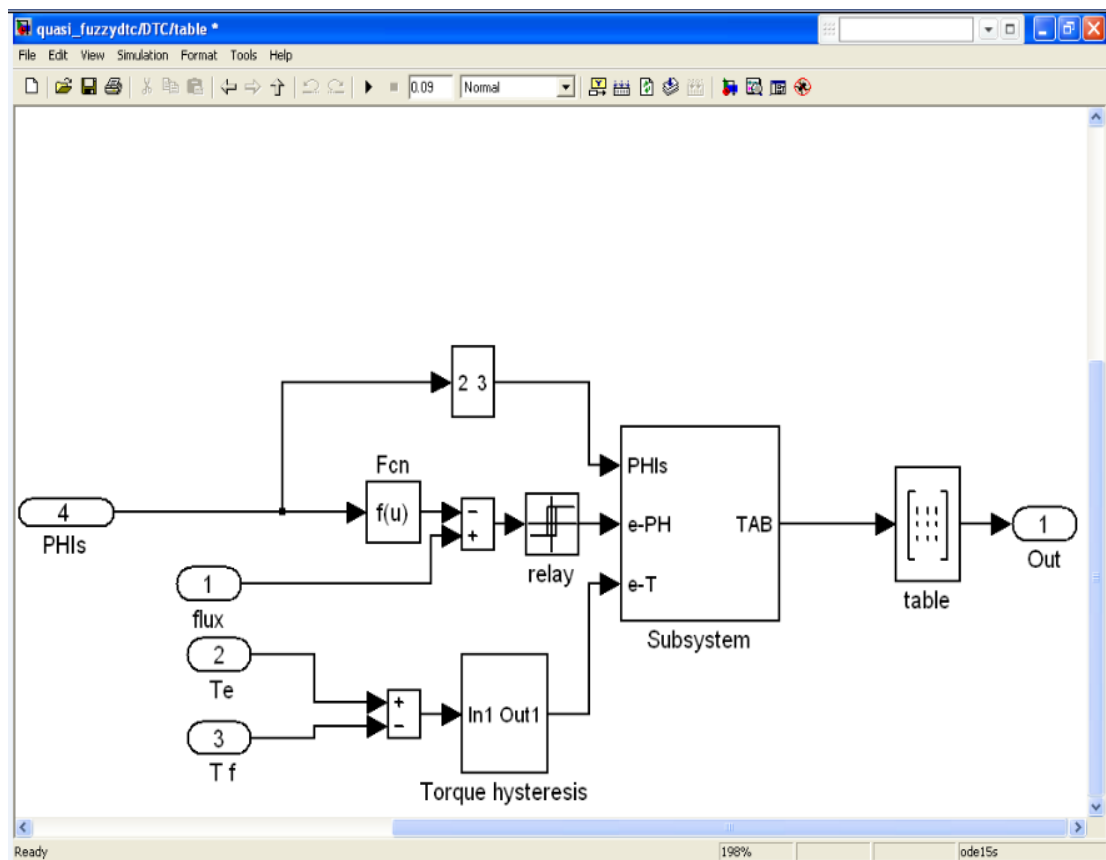 quasi_fuzzydtc/DTC/table *
File Edit View Simulation Format Tools Help
0.09 Normal
2 3
Fcn
4
f(u)
PHIs
−
+
relay
1
flux
PHIs
e-PH
e-T
TAB
Subsystem
table
1
Out
2
Te
3
T f
+
−
In1 Out1
Torque hysteresis
Ready 198% ode15s